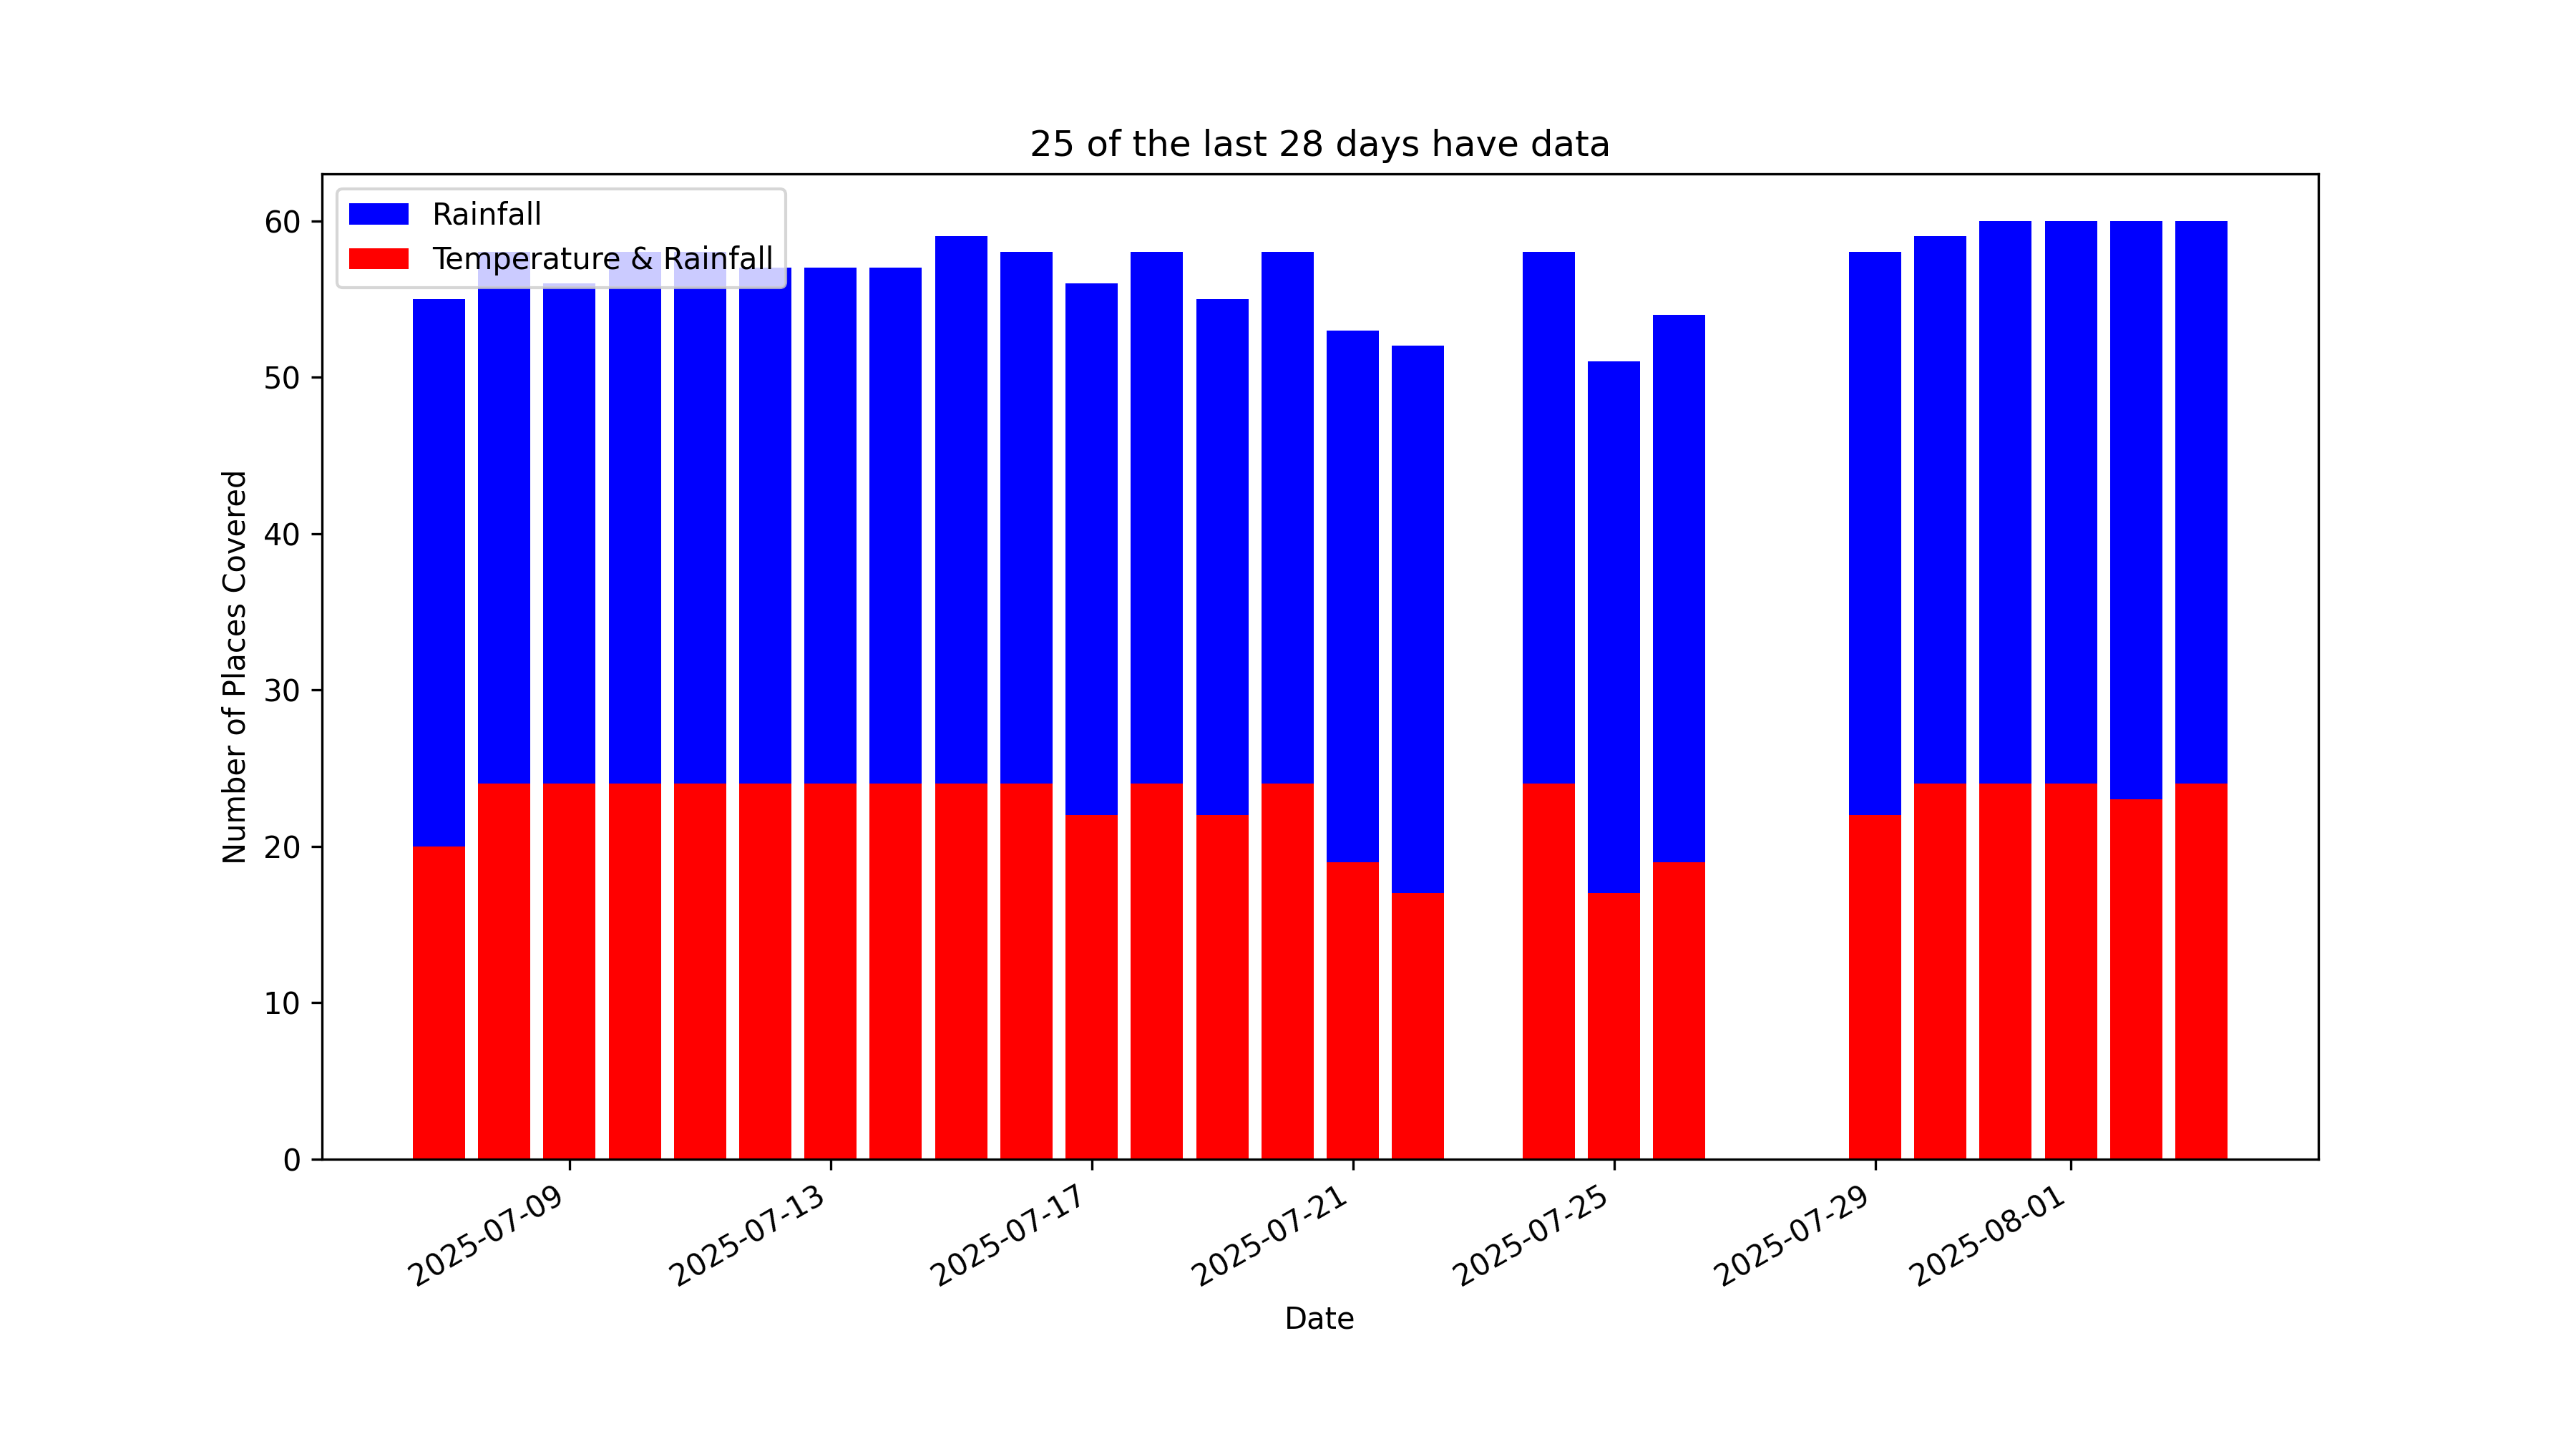 25 of the last 28 days have data
Rainfall
Temperature & Rainfall
Number of Places Covered
60
50
40
30
20
10
0
2025-07-09
2025-07-13
2025-07-17
2025-07-21
2025-07-25
2025-07-29
2025-08-01
Date